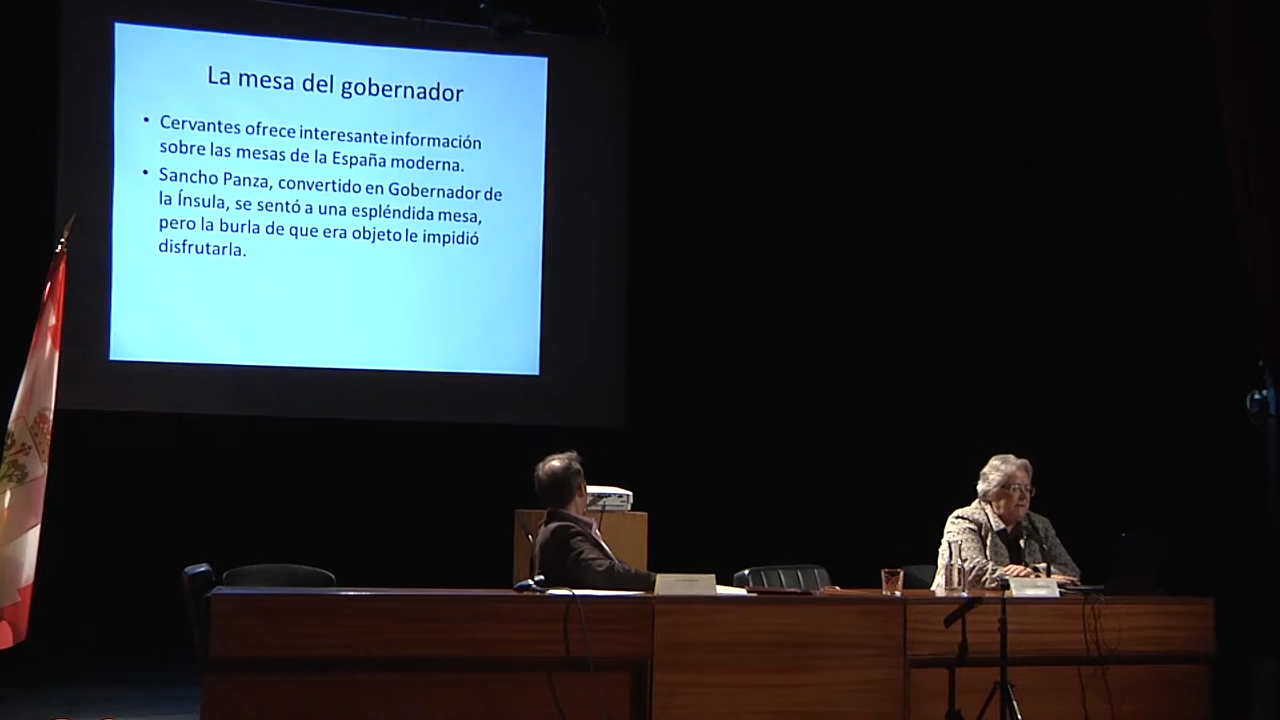 La mesa del gobernador
• Cervantes ofrece interesante información
sobre las mesas de la España moderna.
• Sancho Panza, convertido en Gobernador de
la Ínsula, se sentó a una espléndida mesa,
pero la burla de que era objeto le impidió
disfrutarla.